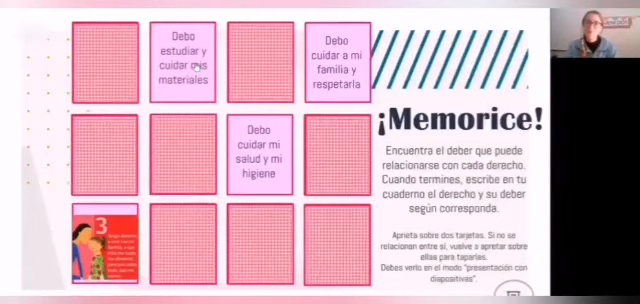 Debo
estudiar y
cuidar mis
materiales
Debo
cuidar a mi
familia y
respetarla
Debo
cuidar mi
salud y mi
higiene
3
¡Memorice!
Encuentra el deber que puede
relacionarse con cada derecho.
Cuando termines, escribe en tu
cuaderno el derecho y su deber
según corresponda.
Aprieta sobre dos tarjetas. Si no se
relacionan entre sí, vuelve a apretar sobre
ellas para taparlas.
Debes verlo en el modo "presentación con
diapositivas".